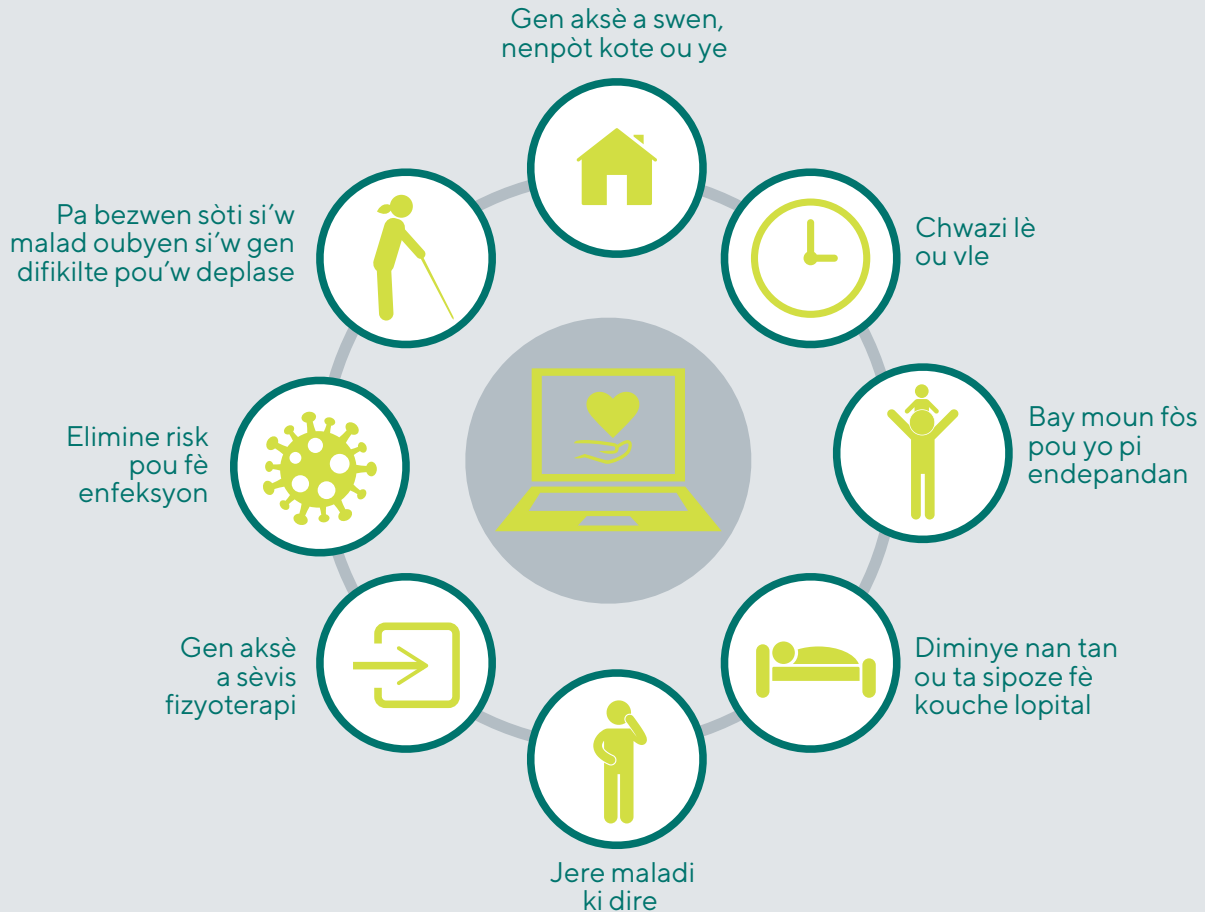 Gen aksè a swen,
nenpòt kote ou ye
Chwazi lè
ou vle
Bay moun fòs
pou yo pi
endepandan
Diminye nan tan
ou ta sipoze fè
kouche lopital
Jere maladi
ki dire
Gen aksè
a sèvis
fizyoterapi
Elimine risk
pou fè
enfeksyon
Pa bezwen sòti si’w
malad oubyen si’w gen
difikilte pou’w deplase